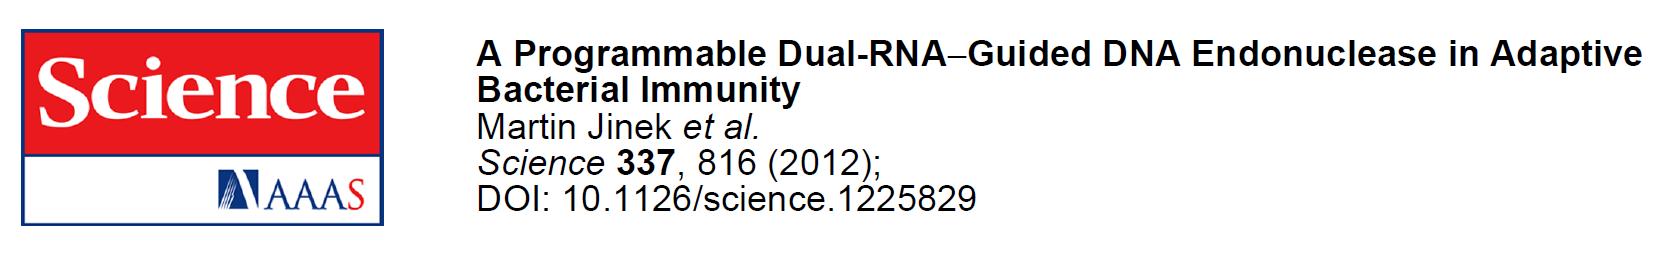 Science
AAAS
A Programmable Dual-RNA–Guided DNA Endonuclease in Adaptive
Bacterial Immunity
Martin Jinek et al.
Science 337, 816 (2012);
DOI: 10.1126/science.1225829